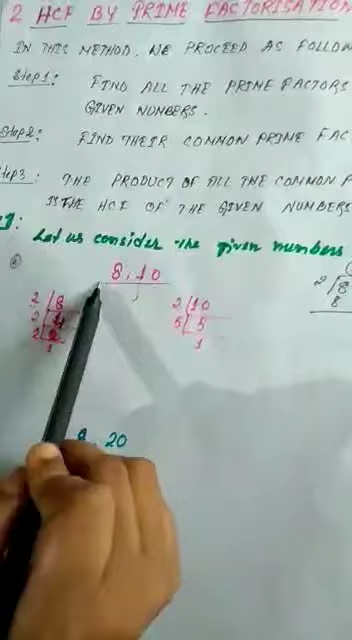 2 HCF BY PRIME FACTORISATION
IN THIS METHOD, WE PROCEED AS FOLLOW
Step1: FIND ALL THE PRIME FACTORS
GIVEN NUMBERS.
Step2: FIND THEIR COMMON PRIME FAC
Step3: THE PRODUCT OF ALL THE COMMON P
IS THE HCF OF THE GIVEN NUMBERS
Let us consider the given numbers
8, 10
2 8
2 4
2 2
1
2 10
5 5
1
2 8
8
20